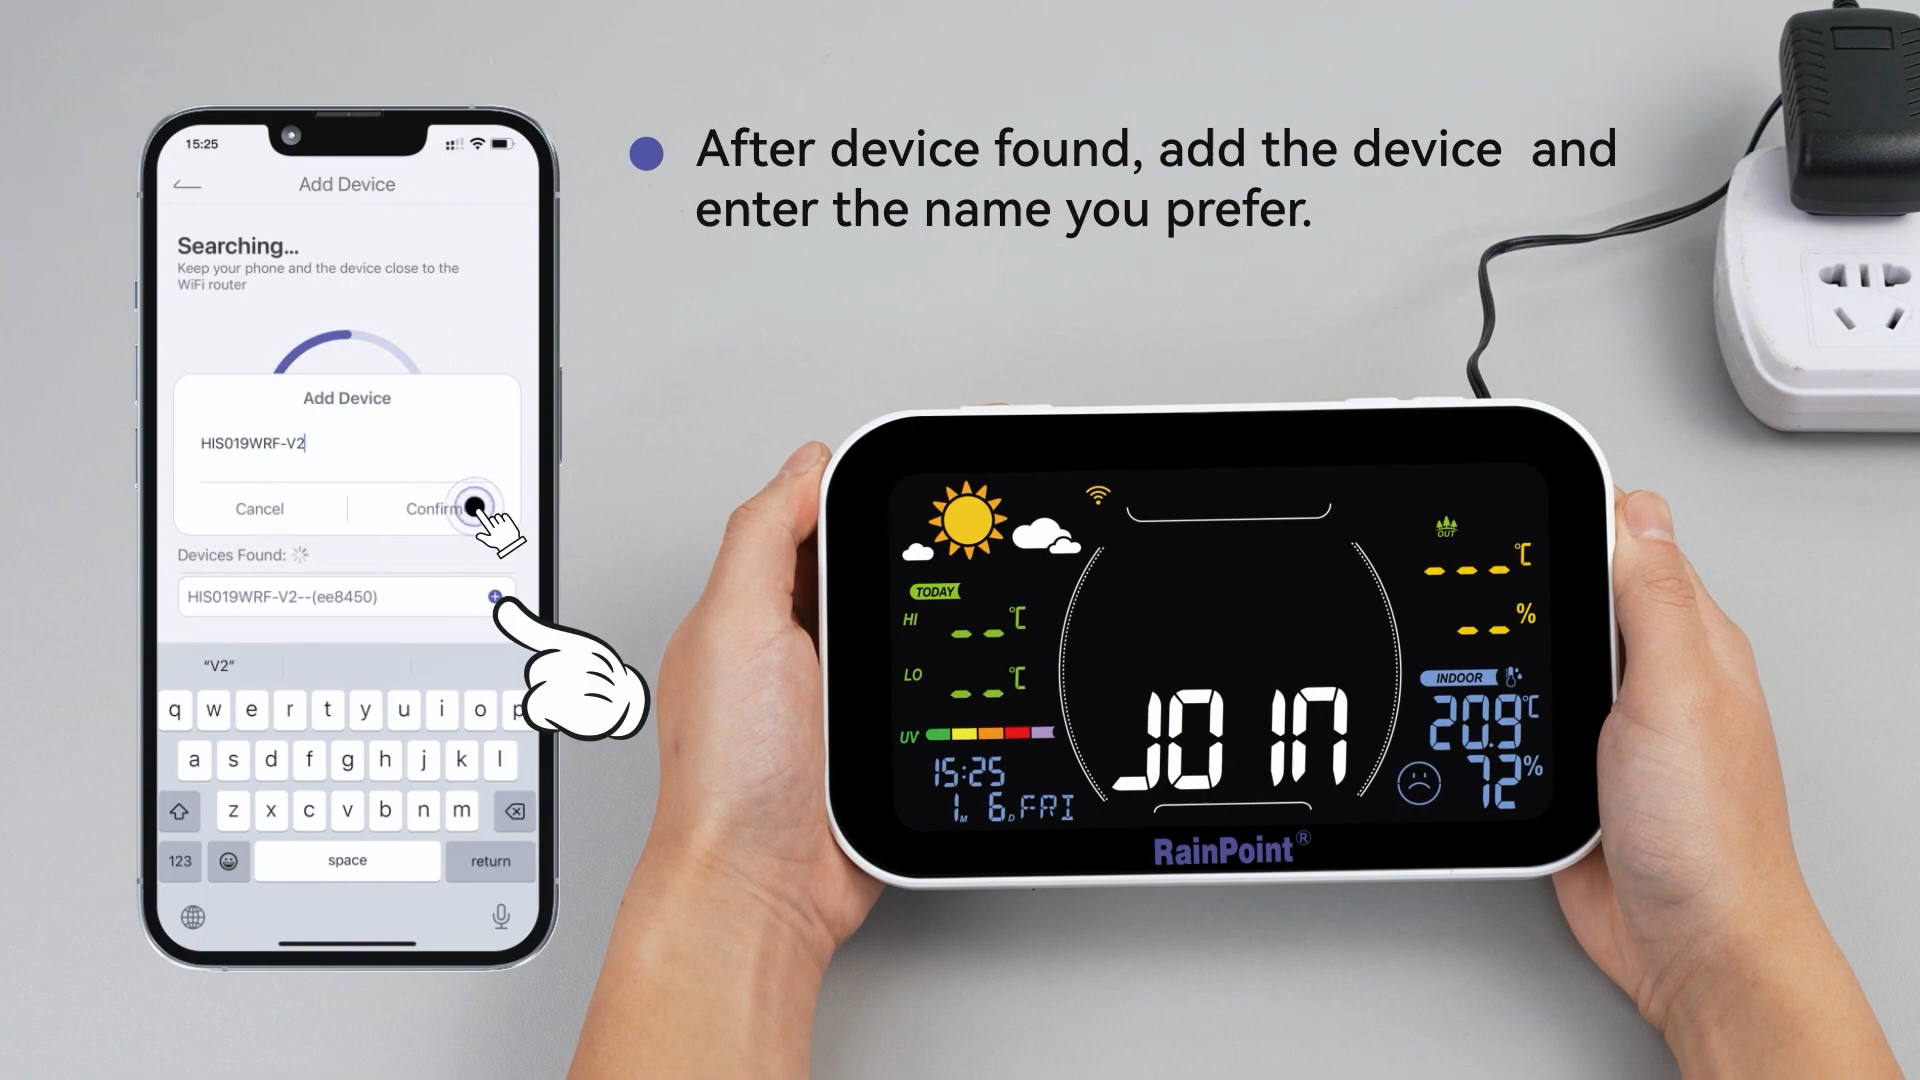 After device found, add the device and
enter the name you prefer.
15:25
Add Device
Searching...
Keep your phone and the device close to the
WiFi router
Add Device
HIS019WRF-V2
Cancel
Confirm
Devices Found:
HIS019WRF-V2--(ee8450)
“V2”
q w e r t y u i o p
a s d f g h j k l
z x c v b n m
123
space
return
TODAY
HI
-- °C
LO
-- °C
UV
15:25
1M 6D FRI
JOIN
OUT
--- °C
-- %
INDOOR
20.9 °C
72%
RainPoint®